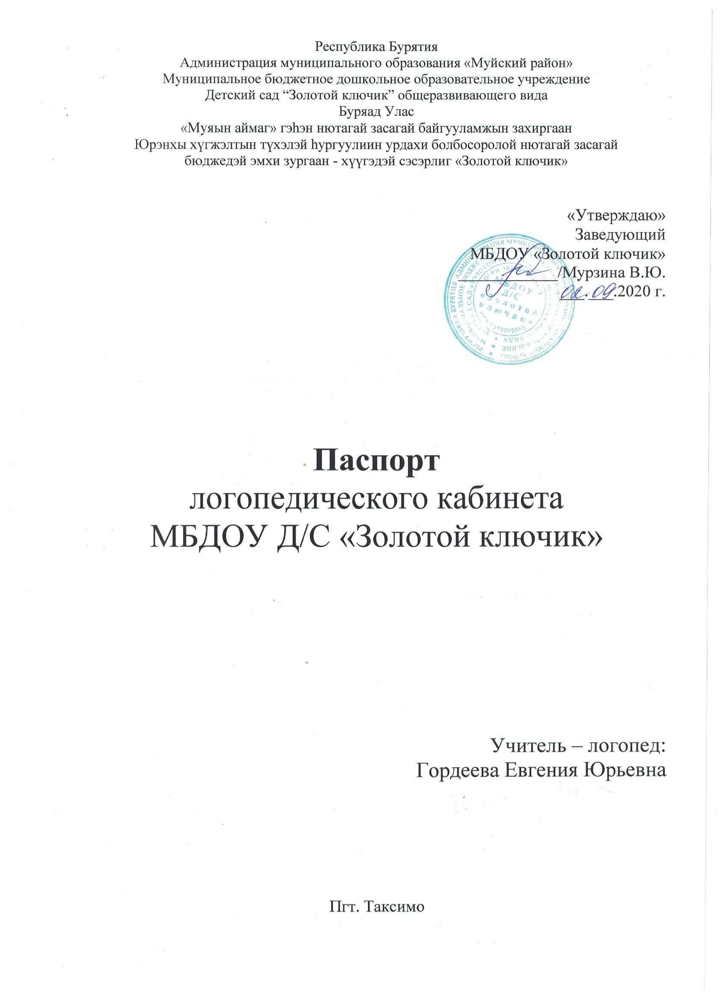 Республика Бурятия
Администрация муниципального образования «Муйский район»
Муниципальное бюджетное дошкольное образовательное учреждение
Детский сад “Золотой ключик” общеразвивающего вида
Буряад Улас
«Муяын аймаг» гэһэн нютагай засагай байгууламжын захиргаан
Юрэнхы хүгжэлтын түхэлэй һургуулиин урдахи болбосоролой нютагай засагай
бюджедэй эмхи зургаан - хүүгэдэй сэсэрлиг «Золотой ключик»
«Утверждаю»
Заведующий
МБДОУ «Золотой ключик»
/Мурзина В.Ю.
02.09.2020 г.
РЕСПУБЛИКА БУРЯТИЯ АДМИНИСТРАЦИЯ
МБДОУ
Д/С
«Золотой
ключик»
Паспорт
логопедического кабинета
МБДОУ Д/С «Золотой ключик»
Учитель – логопед:
Гордеева Евгения Юрьевна
Пгт. Таксимо